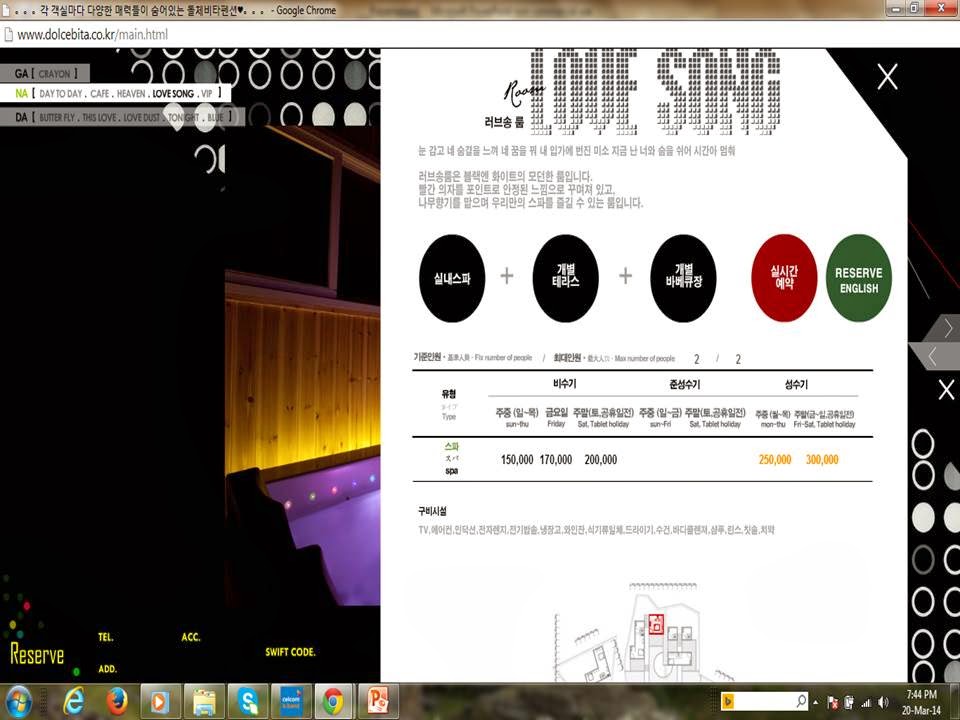 。。。각 객실마다 다양한 매력들이 숨어있는 돌체비타펜션♥。。。 - Google Chrome
www.dolcebita.co.kr/main.html
GA [ CRAYON ]
NA [ DAY TO DAY . CAFE . HEAVEN . LOVE SONG . VIP ]
DA [ BUTTER FLY . THIS LOVE . LOVE DUST . TONIGHT . BLUE ]
LOVE SONG
Room
러브송 룸
눈 감고 네 숨결을 느껴 네 꿈을 꿔 내 입가에 번진 미소 지금 난 너와 숨을 쉬어 시간아 멈춰
러브송룸은 블랙엔 화이트의 모던한 룸입니다.
빨간 의자를 포인트로 안정된 느낌으로 꾸며져 있고,
나무향기를 맡으며 우리만의 스파를 즐길 수 있는 룸입니다.
실내스파 + 개별 테라스 + 개별 바베큐장
실시간 예약
RESERVE ENGLISH
기준인원 · 基準人員 · Fix number of people / 최대인원 · 最大人員 · Max number of people 2 / 2
유형
タイプ
Type
비수기 준성수기 성수기
주중 (일~목) 금요일 주말(토,공휴일전) 주중 (일~금) 주말(토,공휴일전) 주중 (월~목) 주말(금~일,공휴일전)
sun-thu Friday Sat, Tablet holiday sun-Fri Sat, Tablet holiday mon-thu Fri-Sat, Tablet holiday
스파
スパ
spa
150,000 170,000 200,000 250,000 300,000
구비시설
TV,에어컨,인덕션,전자렌지,전기밥솥,냉장고,와인잔,식기류일체,드라이기,수건,바디클렌져,샴푸,린스,칫솔,치약
Reserve
TEL.
ACC.
ADD.
SWIFT CODE.
celcom
7:44 PM
20-Mar-14